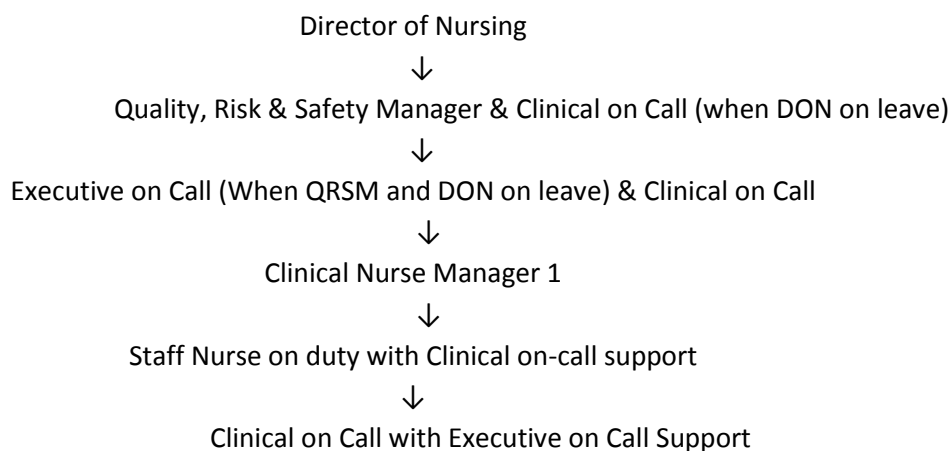 Director of Nursing
↓
Quality, Risk & Safety Manager & Clinical on Call (when DON on leave)
↓
Executive on Call (When QRSM and DON on leave) & Clinical on Call
↓
Clinical Nurse Manager 1
↓
Staff Nurse on duty with Clinical on-call support
↓
Clinical on Call with Executive on Call Support